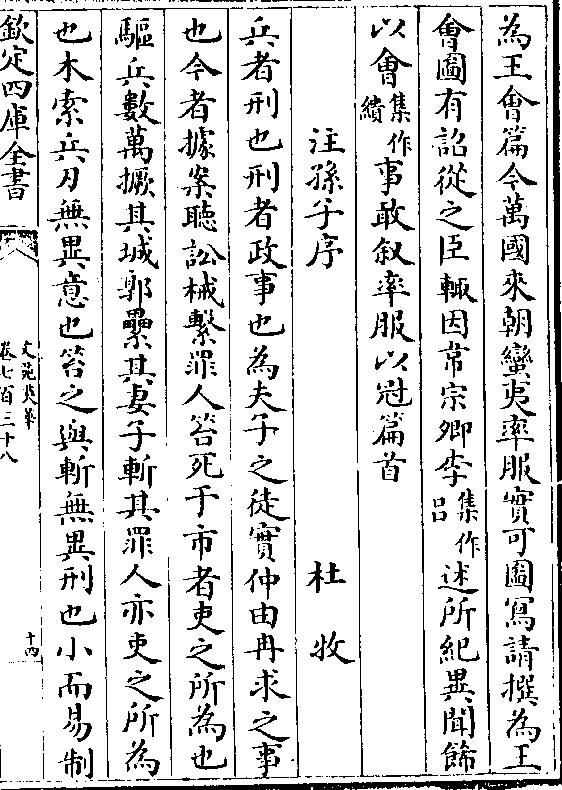 為王會篇今萬國來朝蠻夷率服實可圖寫請撰為王
會圖有詔從之臣輙因常宗卿李集作吕述所紀異聞飾
以會集作繢事敢叙率服以冠篇首
注孫子序　杜牧
兵者刑也刑者政事也為夫子之徒實仲由冉求之事
也今者據案聽訟械繫罪人笞死于市者吏之所為也
驅兵數萬撅其城郭纍其妻子斬其罪人亦吏之所為
也木索兵刃無異意也笞之與斬無異刑也小而易制
欽定四庫全書
文苑英華
卷七百三十八
十四